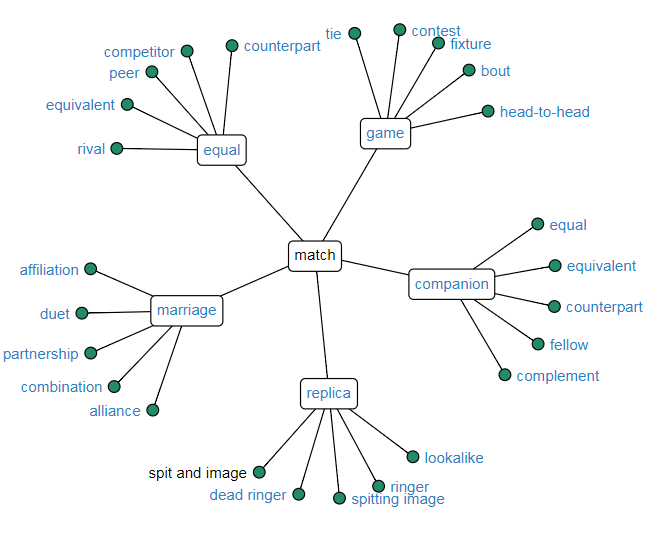 tie
contest
fixture
counterpart
competitor
peer
bout
equivalent
head-to-head
game
rival
equal
equal
match
equivalent
affiliation
companion
counterpart
marriage
duet
fellow
partnership
complement
combination
replica
alliance
lookalike
spit and image
ringer
dead ringer
spitting image